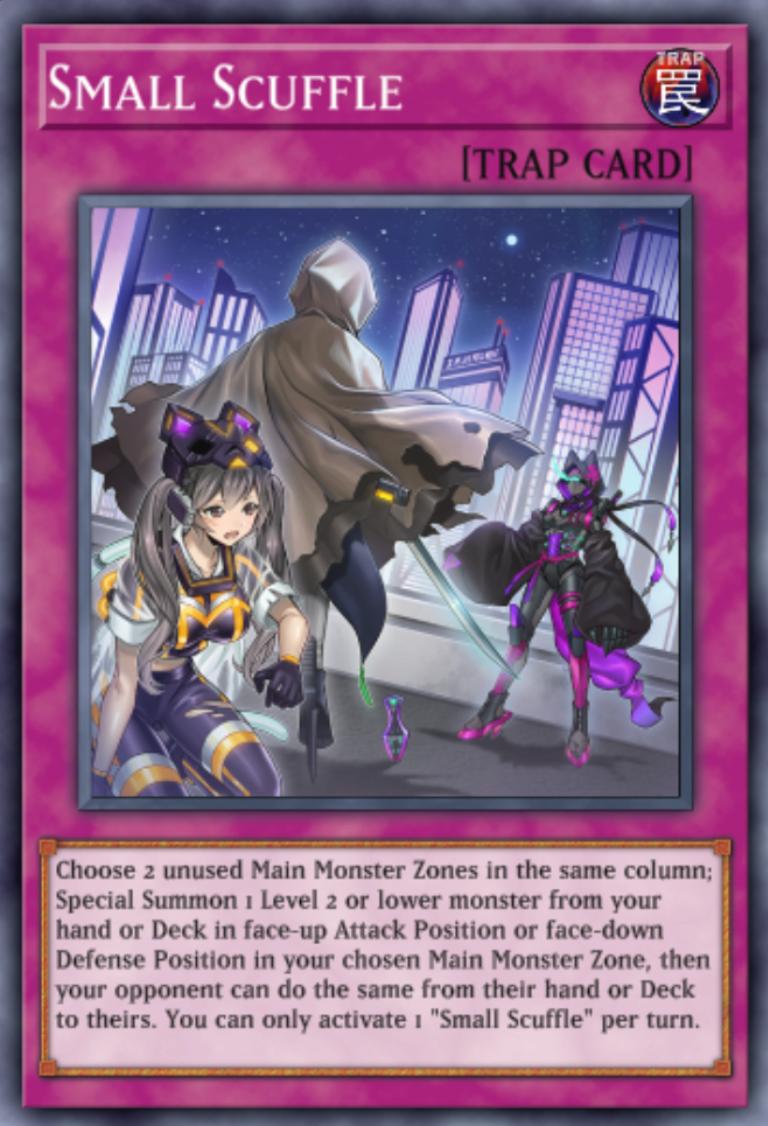 Small Scuffle
TRAP
罠
[TRAP CARD]
Choose 2 unused Main Monster Zones in the same column;
Special Summon 1 Level 2 or lower monster from your
hand or Deck in face-up Attack Position or face-down
Defense Position in your chosen Main Monster Zone, then
your opponent can do the same from their hand or Deck
to theirs. You can only activate 1 "Small Scuffle" per turn.